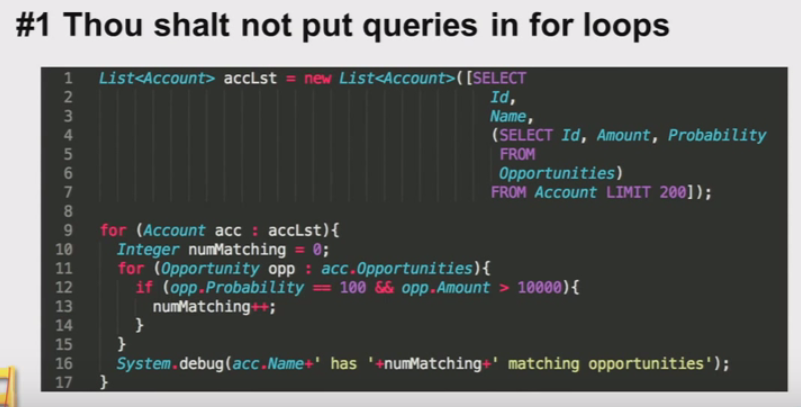 #1 Thou shalt not put queries in for loops
1 List<Account> accLst = new List<Account>([SELECT
2 Id,
3 Name,
4 (SELECT Id, Amount, Probability
5 FROM
6 Opportunities)
7 FROM Account LIMIT 200]);
8
9 for (Account acc : accLst){
10 Integer numMatching = 0;
11 for (Opportunity opp : acc.Opportunities){
12 if (opp.Probability == 100 && opp.Amount > 10000){
13 numMatching++;
14 }
15 }
16 System.debug(acc.Name+' has '+numMatching+' matching opportunities');
17 }